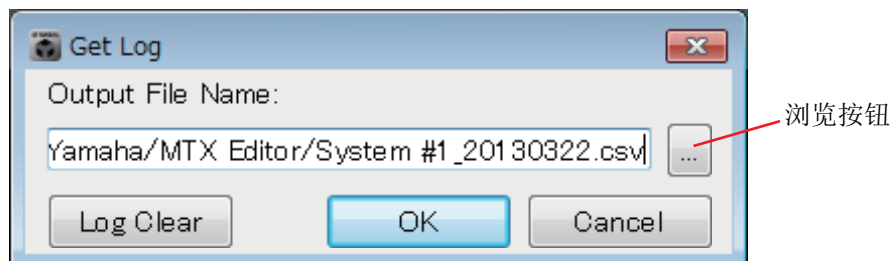 Get Log
Output File Name:
Yamaha/MTX Editor/System #1_20130322.csv
...
浏览按钮
Log Clear
OK
Cancel